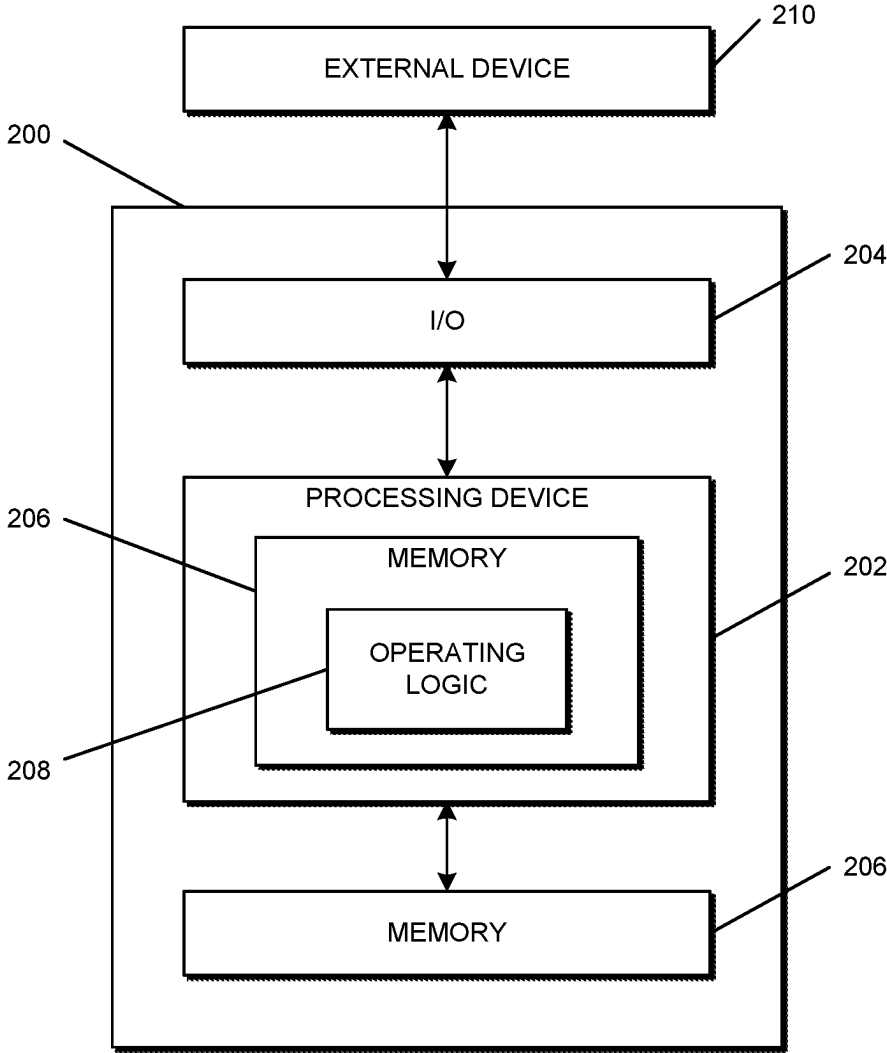 210
EXTERNAL DEVICE
200
204
I/O
PROCESSING DEVICE
206
MEMORY
202
OPERATING
LOGIC
208
206
MEMORY